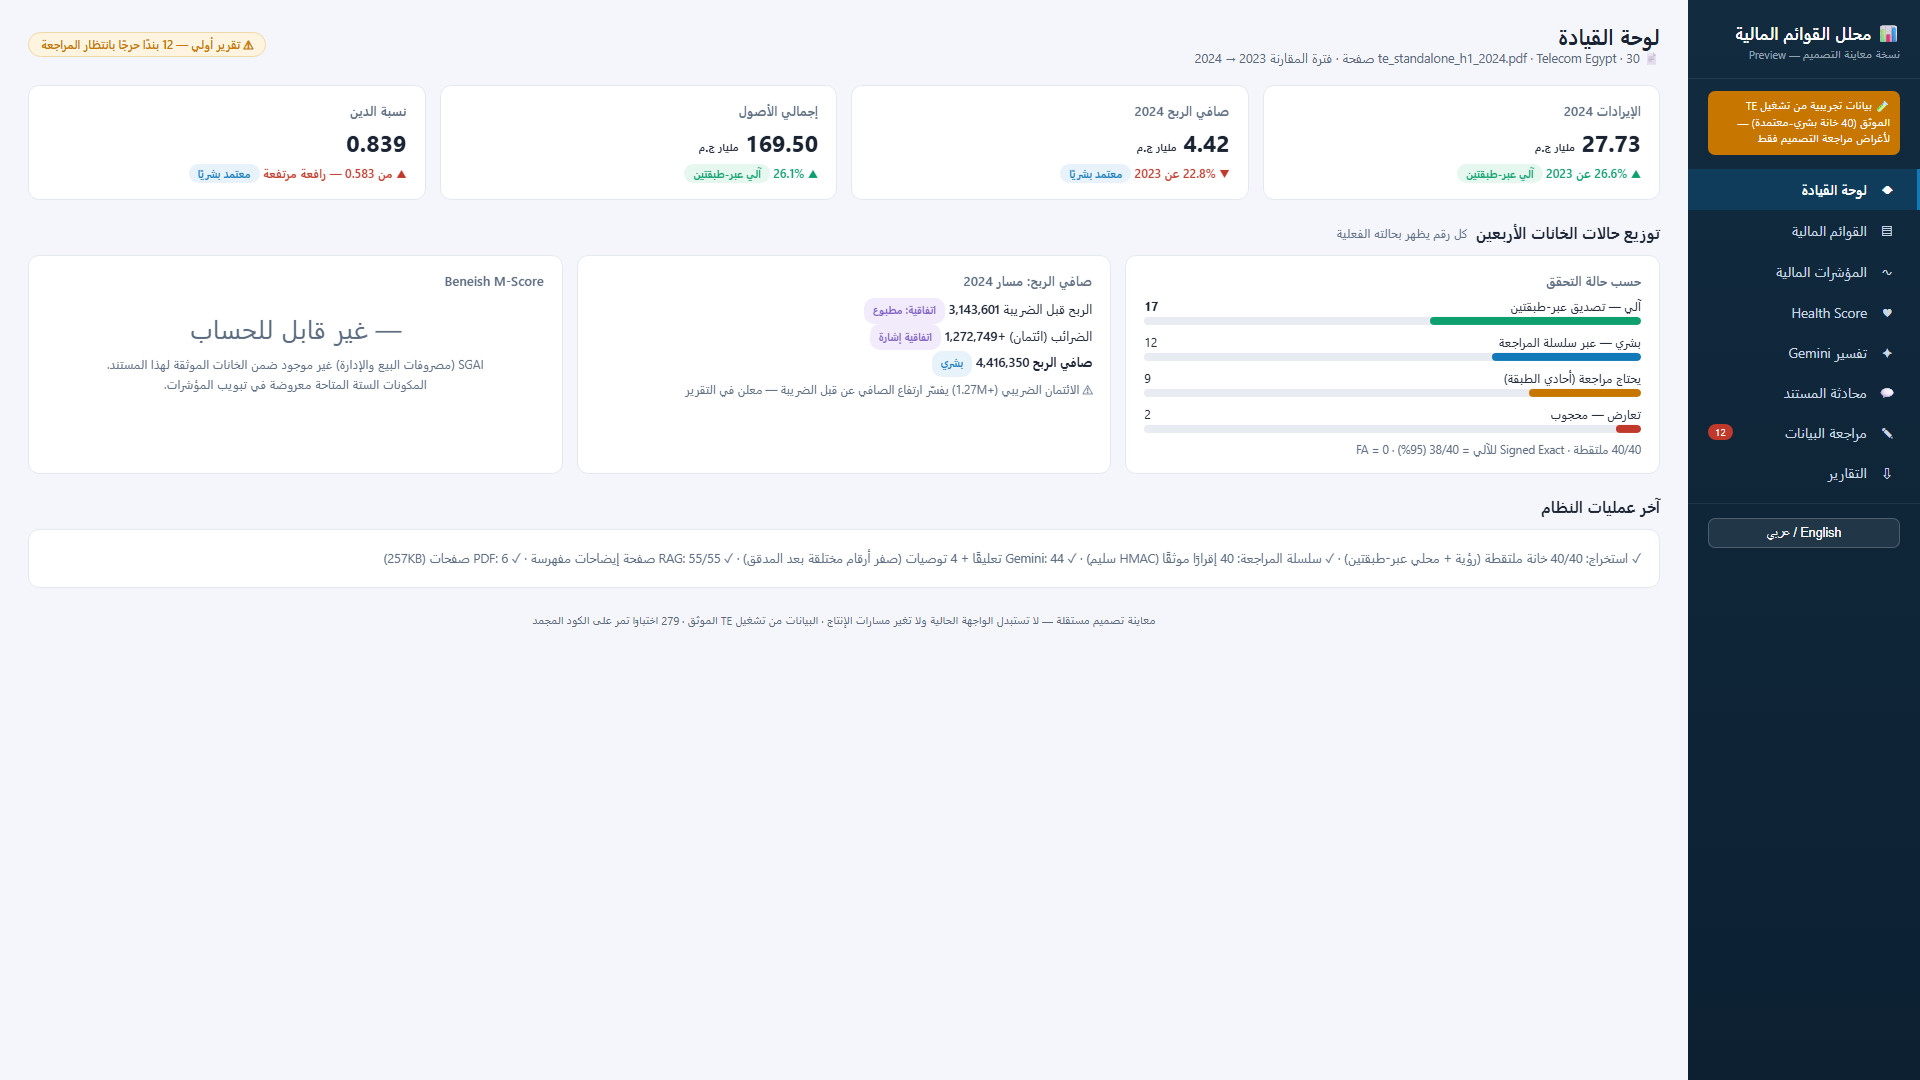 محلل القوائم المالية
نسخة معاينة التصميم — Preview
بيانات تجريبية من تشغيل TE
الموثق (40 خانة بشري-معتمدة) —
لأغراض مراجعة التصميم فقط
لوحة القيادة
القوائم المالية
المؤشرات المالية
Health Score
تفسير Gemini
محادثة المستند
مراجعة البيانات 12
التقارير
عربي / English
لوحة القيادة
te_standalone_h1_2024.pdf · Telecom Egypt · 30 صفحة · فترة المقارنة 2023 → 2024
⚠ تقرير أولي — 12 بندًا حرجًا بانتظار المراجعة
الإيرادات 2024
27.73 مليار ج.م
▲ 26.6% عن 2023 آلي عبر-طبقتين
صافي الربح 2024
4.42 مليار ج.م
▼ 22.8% عن 2023 معتمد بشريًا
إجمالي الأصول
169.50 مليار ج.م
▲ 26.1% آلي عبر-طبقتين
نسبة الدين
0.839
▲ من 0.583 — رافعة مرتفعة معتمد بشريًا
توزيع حالات الخانات الأربعين كل رقم يظهر بحالته الفعلية
حسب حالة التحقق
آلي — تصديق عبر-طبقتين 17
بشري — عبر سلسلة المراجعة 12
يحتاج مراجعة (أحادي الطبقة) 9
تعارض — محجوب 2
40/40 ملتقطة · Signed Exact للآلي = 38/40 (95%) · FA = 0
صافي الربح: مسار 2024
الربح قبل الضريبة 3,143,601 اتفاقية: مطبوع
الضرائب (ائتمان) +1,272,749 اتفاقية إشارة
صافي الربح 4,416,350 بشري
⚠ الائتمان الضريبي (+1.27M) يفسّر ارتفاع الصافي عن قبل الضريبة — معلن في التقرير
Beneish M-Score
— غير قابل للحساب
SGAI (مصروفات البيع والإدارة) غير موجود ضمن الخانات الموثقة لهذا المستند.
المكونات الستة المتاحة معروضة في تبويب المؤشرات.
آخر عمليات النظام
✓ استخراج: 40/40 خانة ملتقطة (رؤية + محلي عبر-طبقتين) · ✓ سلسلة المراجعة: 40 إقرارًا موثقًا (HMAC سليم) · ✓ Gemini: 44 تعليقًا + 4 توصيات (صفر أرقام مختلقة بعد المدقق) · ✓ RAG: 55/55 صفحة إيضاحات مفهرسة · ✓ PDF: 6 صفحات (257KB)
معاينة تصميم مستقلة — لا تستبدل الواجهة الحالية ولا تغير مسارات الإنتاج · البيانات من تشغيل TE الموثق · 279 اختبارًا تمر على الكود المجمد